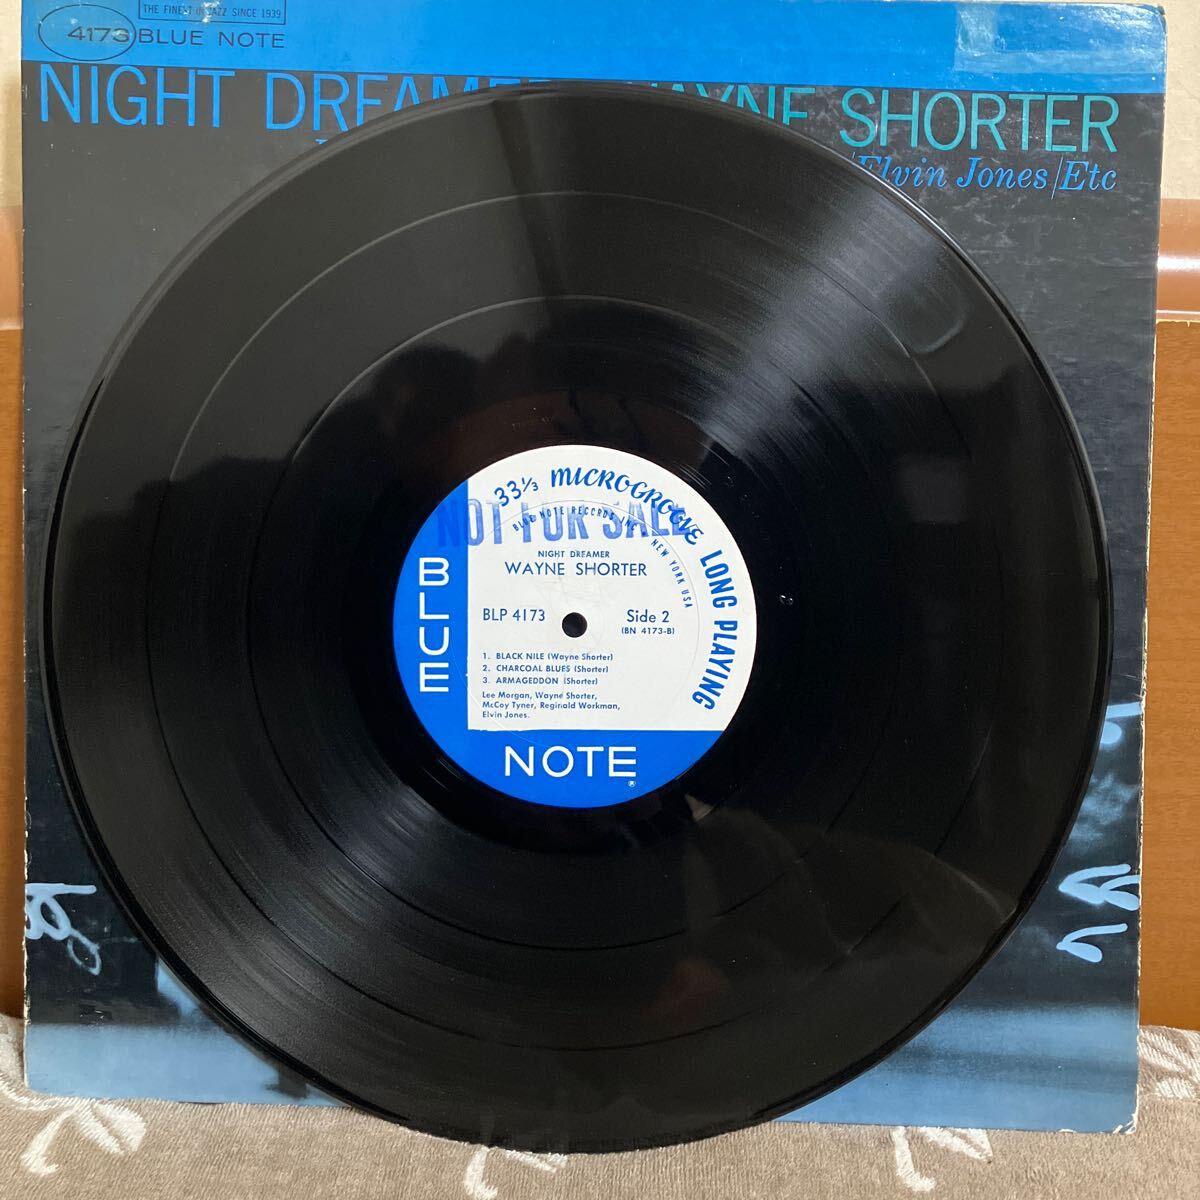 THE FINEST IN JAZZ SINCE 1939
4173 BLUE NOTE
NIGHT DREAMER WAYNE SHORTER
/Elvin Jones/Etc
33 1/3 MICROGROOVE LONG PLAYING
NOT FOR SALE
BLUE NOTE RECORDS INC • NEW YORK USA
NIGHT DREAMER
WAYNE SHORTER
BLP 4173
Side 2
(BN 4173-B)
1. BLACK NILE (Wayne Shorter)
2. CHARCOAL BLUES (Shorter)
3. ARMAGEDDON (Shorter)
Lee Morgan, Wayne Shorter,
McCoy Tyner, Reginald Workman,
Elvin Jones.
BLUE
NOTE
®